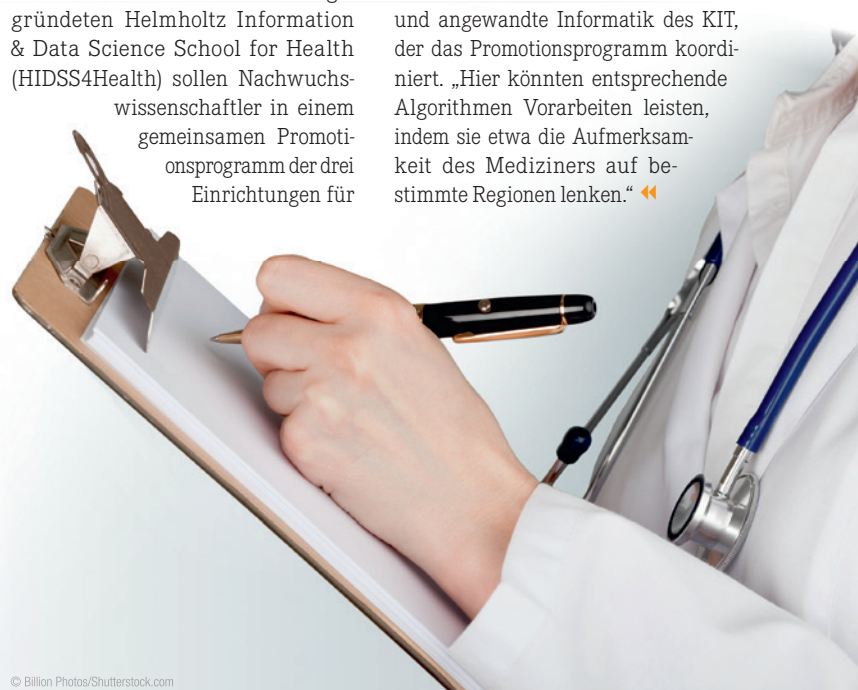 gründeten Helmholtz Information
& Data Science School for Health
(HIDSS4Health) sollen Nachwuchs-
wissenschaftler in einem
gemeinsamen Promoti-
onsprogramm der drei
Einrichtungen für
und angewandte Informatik des KIT,
der das Promotionsprogramm koordi-
niert. „Hier könnten entsprechende
Algorithmen Vorarbeiten leisten,
indem sie etwa die Aufmerksam-
keit des Mediziners auf be-
stimmte Regionen lenken.“
© Billion Photos/Shutterstock.com